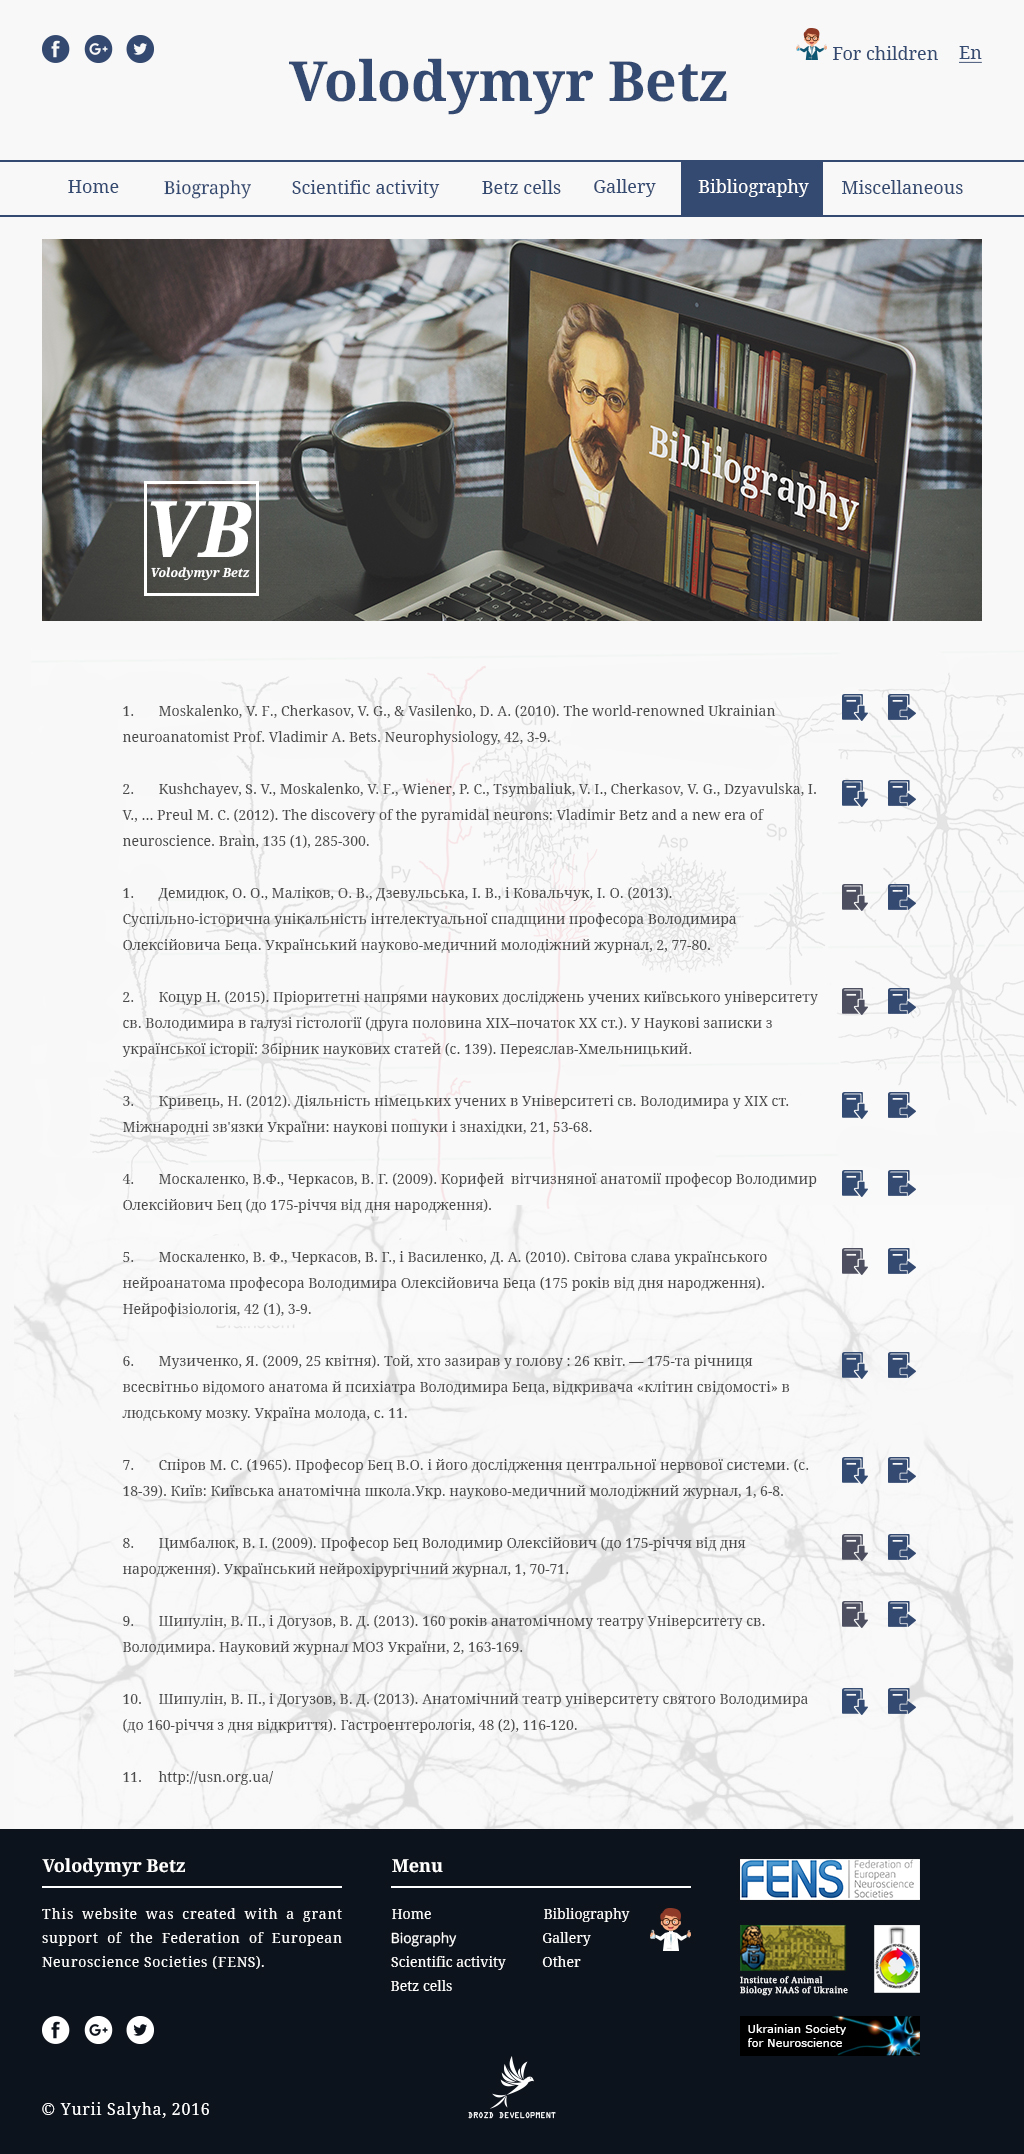 Volodymyr Betz
For children En
Home Biography Scientific activity Betz cells Gallery Bibliography Miscellaneous
Bibliography
VB
Volodymyr Betz
1. Moskalenko, V. F., Cherkasov, V. G., & Vasilenko, D. A. (2010). The world-renowned Ukrainian
neuroanatomist Prof. Vladimir A. Bets. Neurophysiology, 42, 3-9.
2. Kushchayev, S. V., Moskalenko, V. F., Wiener, P. C., Tsymbaliuk, V. I., Cherkasov, V. G., Dzyavulska, I.
V., ... Preul M. C. (2012). The discovery of the pyramidal neurons: Vladimir Betz and a new era of
neuroscience. Brain, 135 (1), 285-300.
Sp
Asp
Py
1. Демидюк, О. О., Маліков, О. В., Дзевульська, І. В., і Ковальчук, І. О. (2013).
Суспільно-історична унікальність інтелектуальної спадщини професора Володимира
Олексійовича Беца. Український науково-медичний молодіжний журнал, 2, 77-80.
2. Коцур Н. (2015). Пріоритетні напрями наукових досліджень учених київського університету
св. Володимира в галузі гістології (друга половина XIX–початок XX ст.). У Наукові записки з
української історії: Збірник наукових статей (с. 139). Переяслав-Хмельницький.
3. Кривець, Н. (2012). Діяльність німецьких учених в Університеті св. Володимира у XIX ст.
Міжнародні зв'язки України: наукові пошуки і знахідки, 21, 53-68.
4. Москаленко, В.Ф., Черкасов, В. Г. (2009). Корифей вітчизняної анатомії професор Володимир
Олексійович Бец (до 175-річчя від дня народження).
5. Москаленко, В. Ф., Черкасов, В. Г., і Василенко, Д. А. (2010). Світова слава українського
нейроанатома професора Володимира Олексійовича Беца (175 років від дня народження).
Нейрофізіологія, 42 (1), 3-9.
6. Музиченко, Я. (2009, 25 квітня). Той, хто зазирав у голову : 26 квіт. — 175-та річниця
всесвітньо відомого анатома й психіатра Володимира Беца, відкривача «клітин свідомості» в
людському мозку. Україна молода, с. 11.
7. Спіров М. С. (1965). Професор Бец В.О. і його дослідження центральної нервової системи. (с.
18-39). Київ: Київська анатомічна школа.Укр. науково-медичний молодіжний журнал, 1, 6-8.
8. Цимбалюк, В. І. (2009). Професор Бец Володимир Олексійович (до 175-річчя від дня
народження). Український нейрохірургічний журнал, 1, 70-71.
9. Шипулін, В. П., і Догузов, В. Д. (2013). 160 років анатомічному театру Університету св.
Володимира. Науковий журнал МОЗ України, 2, 163-169.
10. Шипулін, В. П., і Догузов, В. Д. (2013). Анатомічний театр університету святого Володимира
(до 160-річчя з дня відкриття). Гастроентерологія, 48 (2), 116-120.
11. http://usn.org.ua/
Volodymyr Betz
This website was created with a grant
support of the Federation of European
Neuroscience Societies (FENS).
© Yurii Salyha, 2016
Menu
Home Bibliography
Biography Gallery
Scientific activity Other
Betz cells
DROZD DEVELOPMENT
FENS
Federation of
European
Neuroscience
Societies
Institute of Animal
Biology NAAS of Ukraine
Ukrainian Society
for Neuroscience